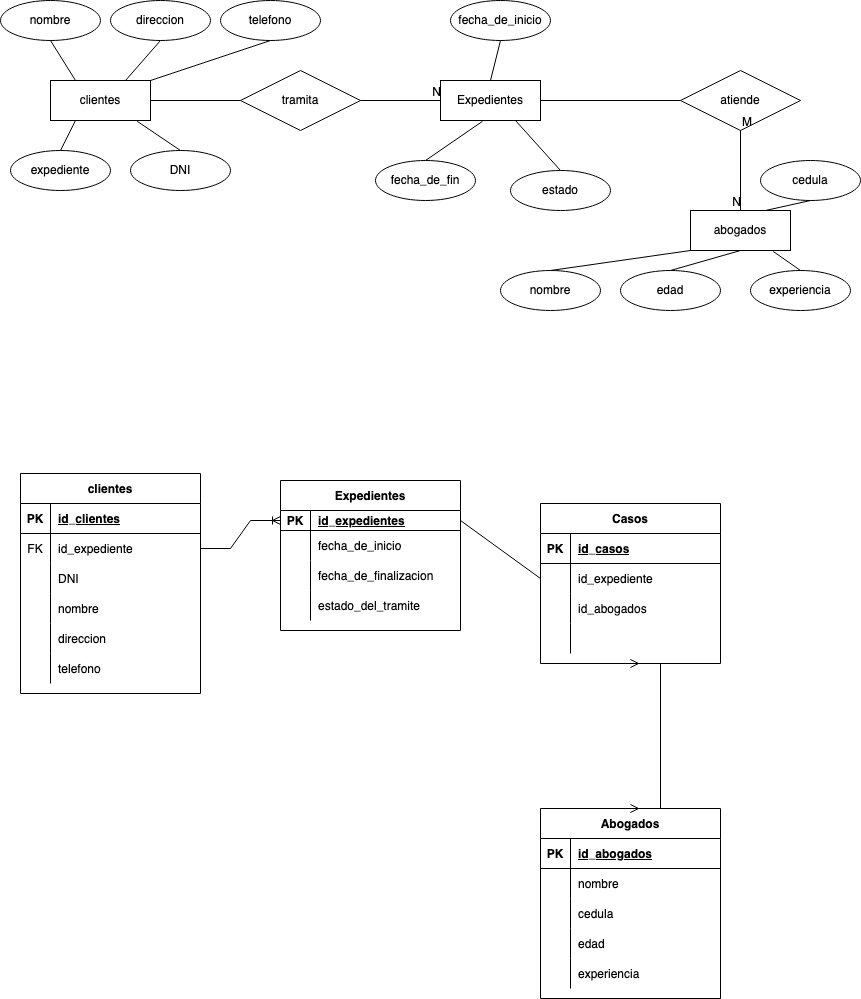 nombre
direccion
telefono
fecha_de_inicio
clientes
tramita
N
Expedientes
atiende
M
expediente
DNI
fecha_de_fin
estado
cedula
N
abogados
nombre
edad
experiencia
clientes
PK id_clientes
FK id_expediente
DNI
nombre
direccion
telefono
Expedientes
PK id_expedientes
fecha_de_inicio
fecha_de_finalizacion
estado_del_tramite
Casos
PK id_casos
id_expediente
id_abogados
Abogados
PK id_abogados
nombre
cedula
edad
experiencia